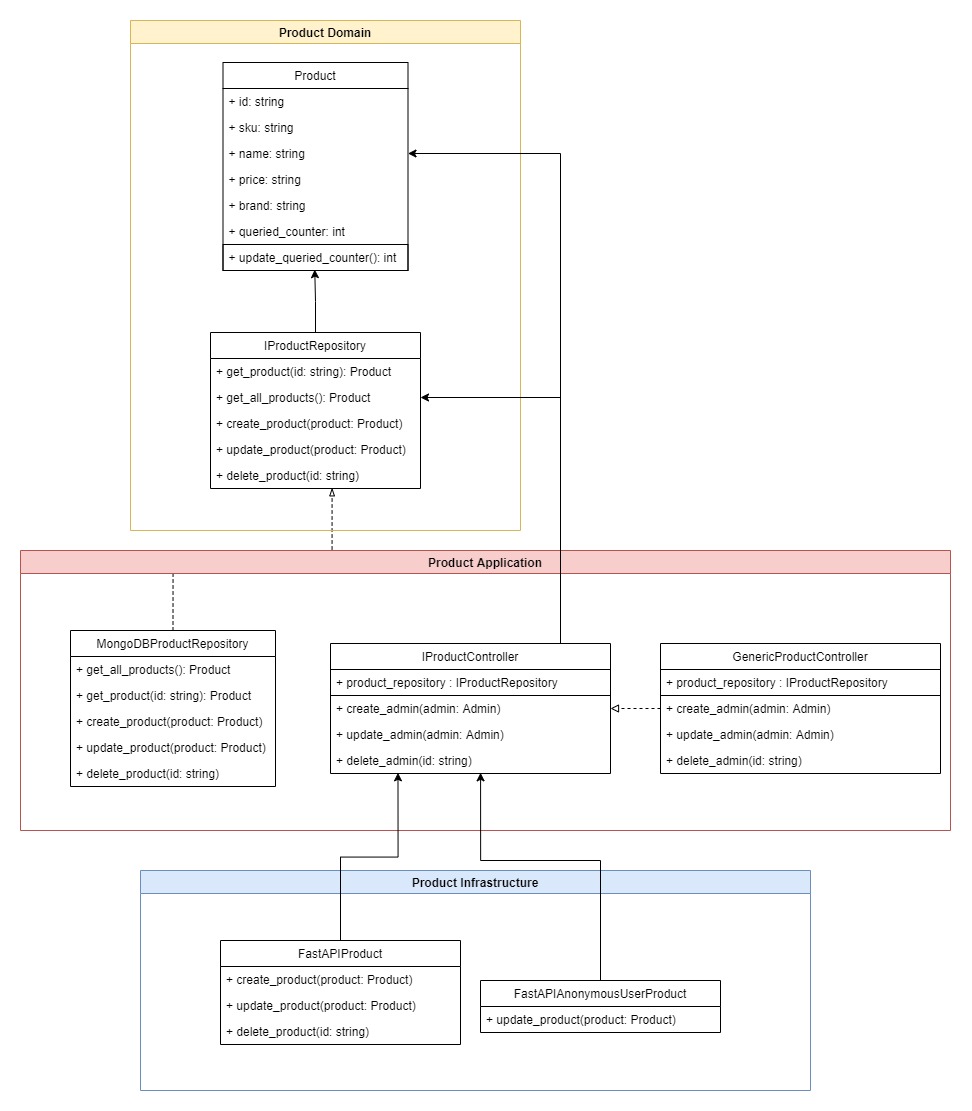 Product Domain
Product
+ id: string
+ sku: string
+ name: string
+ price: string
+ brand: string
+ queried_counter: int
+ update_queried_counter(): int
IProductRepository
+ get_product(id: string): Product
+ get_all_products(): Product
+ create_product(product: Product)
+ update_product(product: Product)
+ delete_product(id: string)
Product Application
MongoDBProductRepository
+ get_all_products(): Product
+ get_product(id: string): Product
+ create_product(product: Product)
+ update_product(product: Product)
+ delete_product(id: string)
IProductController
+ product_repository : IProductRepository
+ create_admin(admin: Admin)
+ update_admin(admin: Admin)
+ delete_admin(id: string)
GenericProductController
+ product_repository : IProductRepository
+ create_admin(admin: Admin)
+ update_admin(admin: Admin)
+ delete_admin(id: string)
Product Infrastructure
FastAPIProduct
+ create_product(product: Product)
+ update_product(product: Product)
+ delete_product(id: string)
FastAPIAnonymousUserProduct
+ update_product(product: Product)